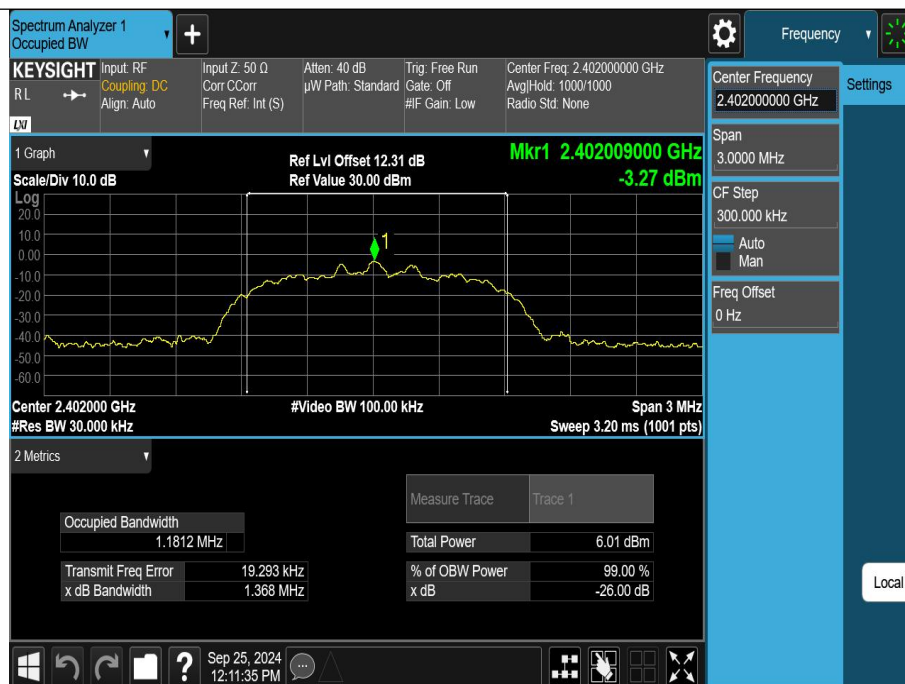 Spectrum Analyzer 1
Occupied BW
+
Frequency
KEYSIGHT
RL
LXI
Input: RF
Coupling: DC
Align: Auto
Input Z: 50 Ω
Corr CCorr
Freq Ref: Int (S)
Atten: 40 dB
µW Path: Standard
Trig: Free Run
Gate: Off
#IF Gain: Low
Center Freq: 2.402000000 GHz
Avg|Hold: 1000/1000
Radio Std: None
Center Frequency
2.402000000 GHz
Settings
Span
3.0000 MHz
CF Step
300.000 kHz
Auto
Man
Freq Offset
0 Hz
Local
1 Graph
Scale/Div 10.0 dB
Ref Lvl Offset 12.31 dB
Ref Value 30.00 dBm
Mkr1 2.402009000 GHz
-3.27 dBm
Log
20.0
10.0
0.00
-10.0
-20.0
-30.0
-40.0
-50.0
-60.0
1
Center 2.402000 GHz
#Res BW 30.000 kHz
#Video BW 100.00 kHz
Span 3 MHz
Sweep 3.20 ms (1001 pts)
2 Metrics
Measure Trace Trace 1
Occupied Bandwidth
1.1812 MHz
Total Power 6.01 dBm
Transmit Freq Error 19.293 kHz
% of OBW Power 99.00 %
x dB Bandwidth 1.368 MHz
x dB -26.00 dB
?
Sep 25, 2024
12:11:35 PM